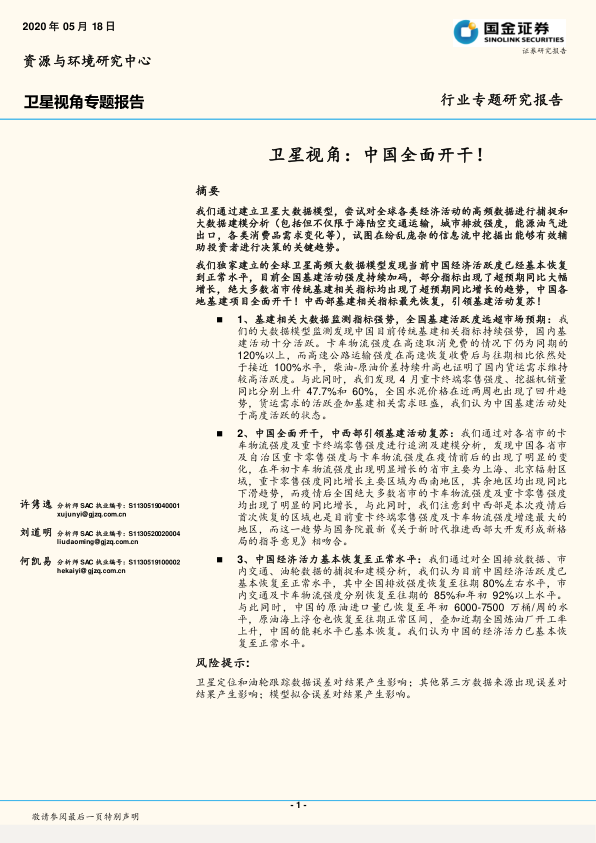 2020 年 05 月 18 日
国金证券
SINOLINK SECURITIES
证券研究报告
资源与环境研究中心
卫星视角专题报告
行业专题研究报告
卫星视角：中国全面开干！
摘要
我们通过建立卫星大数据模型，尝试对全球各类经济活动的高频数据进行捕捉和
大数据建模分析（包括但不仅限于海陆空交通运输，城市排放强度，能源油气进
出口，各类消费品需求变化等），试图在纷乱庞杂的信息流中挖掘出能够有效辅
助投资者进行决策的关键趋势。
我们独家建立的全球卫星高频大数据模型发现当前中国经济活跃度已经基本恢复
到正常水平，目前全国基建活动强度持续加码，部分指标出现了超预期同比大幅
增长，绝大多数省市传统基建相关指标均出现了超预期同比增长的趋势，中国各
地基建项目全面开干！中西部基建相关指标最先恢复，引领基建活动复苏！
■ 1、基建相关大数据监测指标强势，全国基建活跃度远超市场预期：我
们的大数据模型监测发现中国目前传统基建相关指标持续强势，国内基
建活动十分活跃。卡车物流强度在高速取消免费的情况下仍为同期的
120%以上，而高速公路运输强度在高速恢复收费后与往期相比依然处
于接近 100%水平，柴油-原油价差持续升高也证明了国内货运需求维持
较高活跃度。与此同时，我们发现 4 月重卡终端零售强度、挖掘机销量
同比分别上升 47.7%和 60%，全国水泥价格在近两周也出现了回升趋
势，货运需求的活跃叠加基建相关需求旺盛，我们认为中国基建活动处
于高度活跃的状态。
■ 2、中国全面开干，中西部引领基建活动复苏：我们通过对各省市的卡
车物流强度及重卡终端零售强度进行追溯及建模分析，发现中国各省市
及自治区重卡零售强度与卡车物流强度在疫情前后的出现了明显的变
化，在年初卡车物流强度出现明显增长的省市主要为上海、北京辐射区
域，重卡零售强度同比增长主要区域为西南地区，其余地区均出现同比
下滑趋势，而疫情后全国绝大多数省市的卡车物流强度及重卡零售强度
均出现了明显的同比增长，与此同时，我们注意到中西部是本次疫情后
首次恢复的区域也是目前重卡终端零售强度及卡车物流强度增速最大的
地区，而这一趋势与国务院最新《关于新时代推进西部大开发形成新格
局的指导意见》相吻合。
■ 3、中国经济活力基本恢复至正常水平：我们通过对全国排放数据、市
内交通、油轮数据的捕捉和建模分析，我们认为目前中国经济活跃度已
基本恢复至正常水平，其中全国排放强度恢复至往期 80%左右水平，市
内交通及卡车物流强度分别恢复至往期的 85%和年初 92%以上水平。
与此同时，中国的原油进口量已恢复至年初 6000-7500 万桶/周的水
平，原油海上浮仓也恢复至往期正常区间，叠加近期全国炼油厂开工率
上升，中国的能耗水平已基本恢复。我们认为中国的经济活力已基本恢
复至正常水平。
风险提示：
卫星定位和油轮跟踪数据误差对结果产生影响；其他第三方数据来源出现误差对
结果产生影响；模型拟合误差对结果产生影响。
许隽逸 分析师 SAC 执业编号：S1130519040001
xujunyi@gjzq.com.cn
刘道明 分析师 SAC 执业编号：S1130520020004
liudaoming@gjzq.com.cn
何凯易 分析师 SAC 执业编号：S1130519100002
hekaiyi@gjzq.com.cn
- 1 -
敬请参阅最后一页特别声明